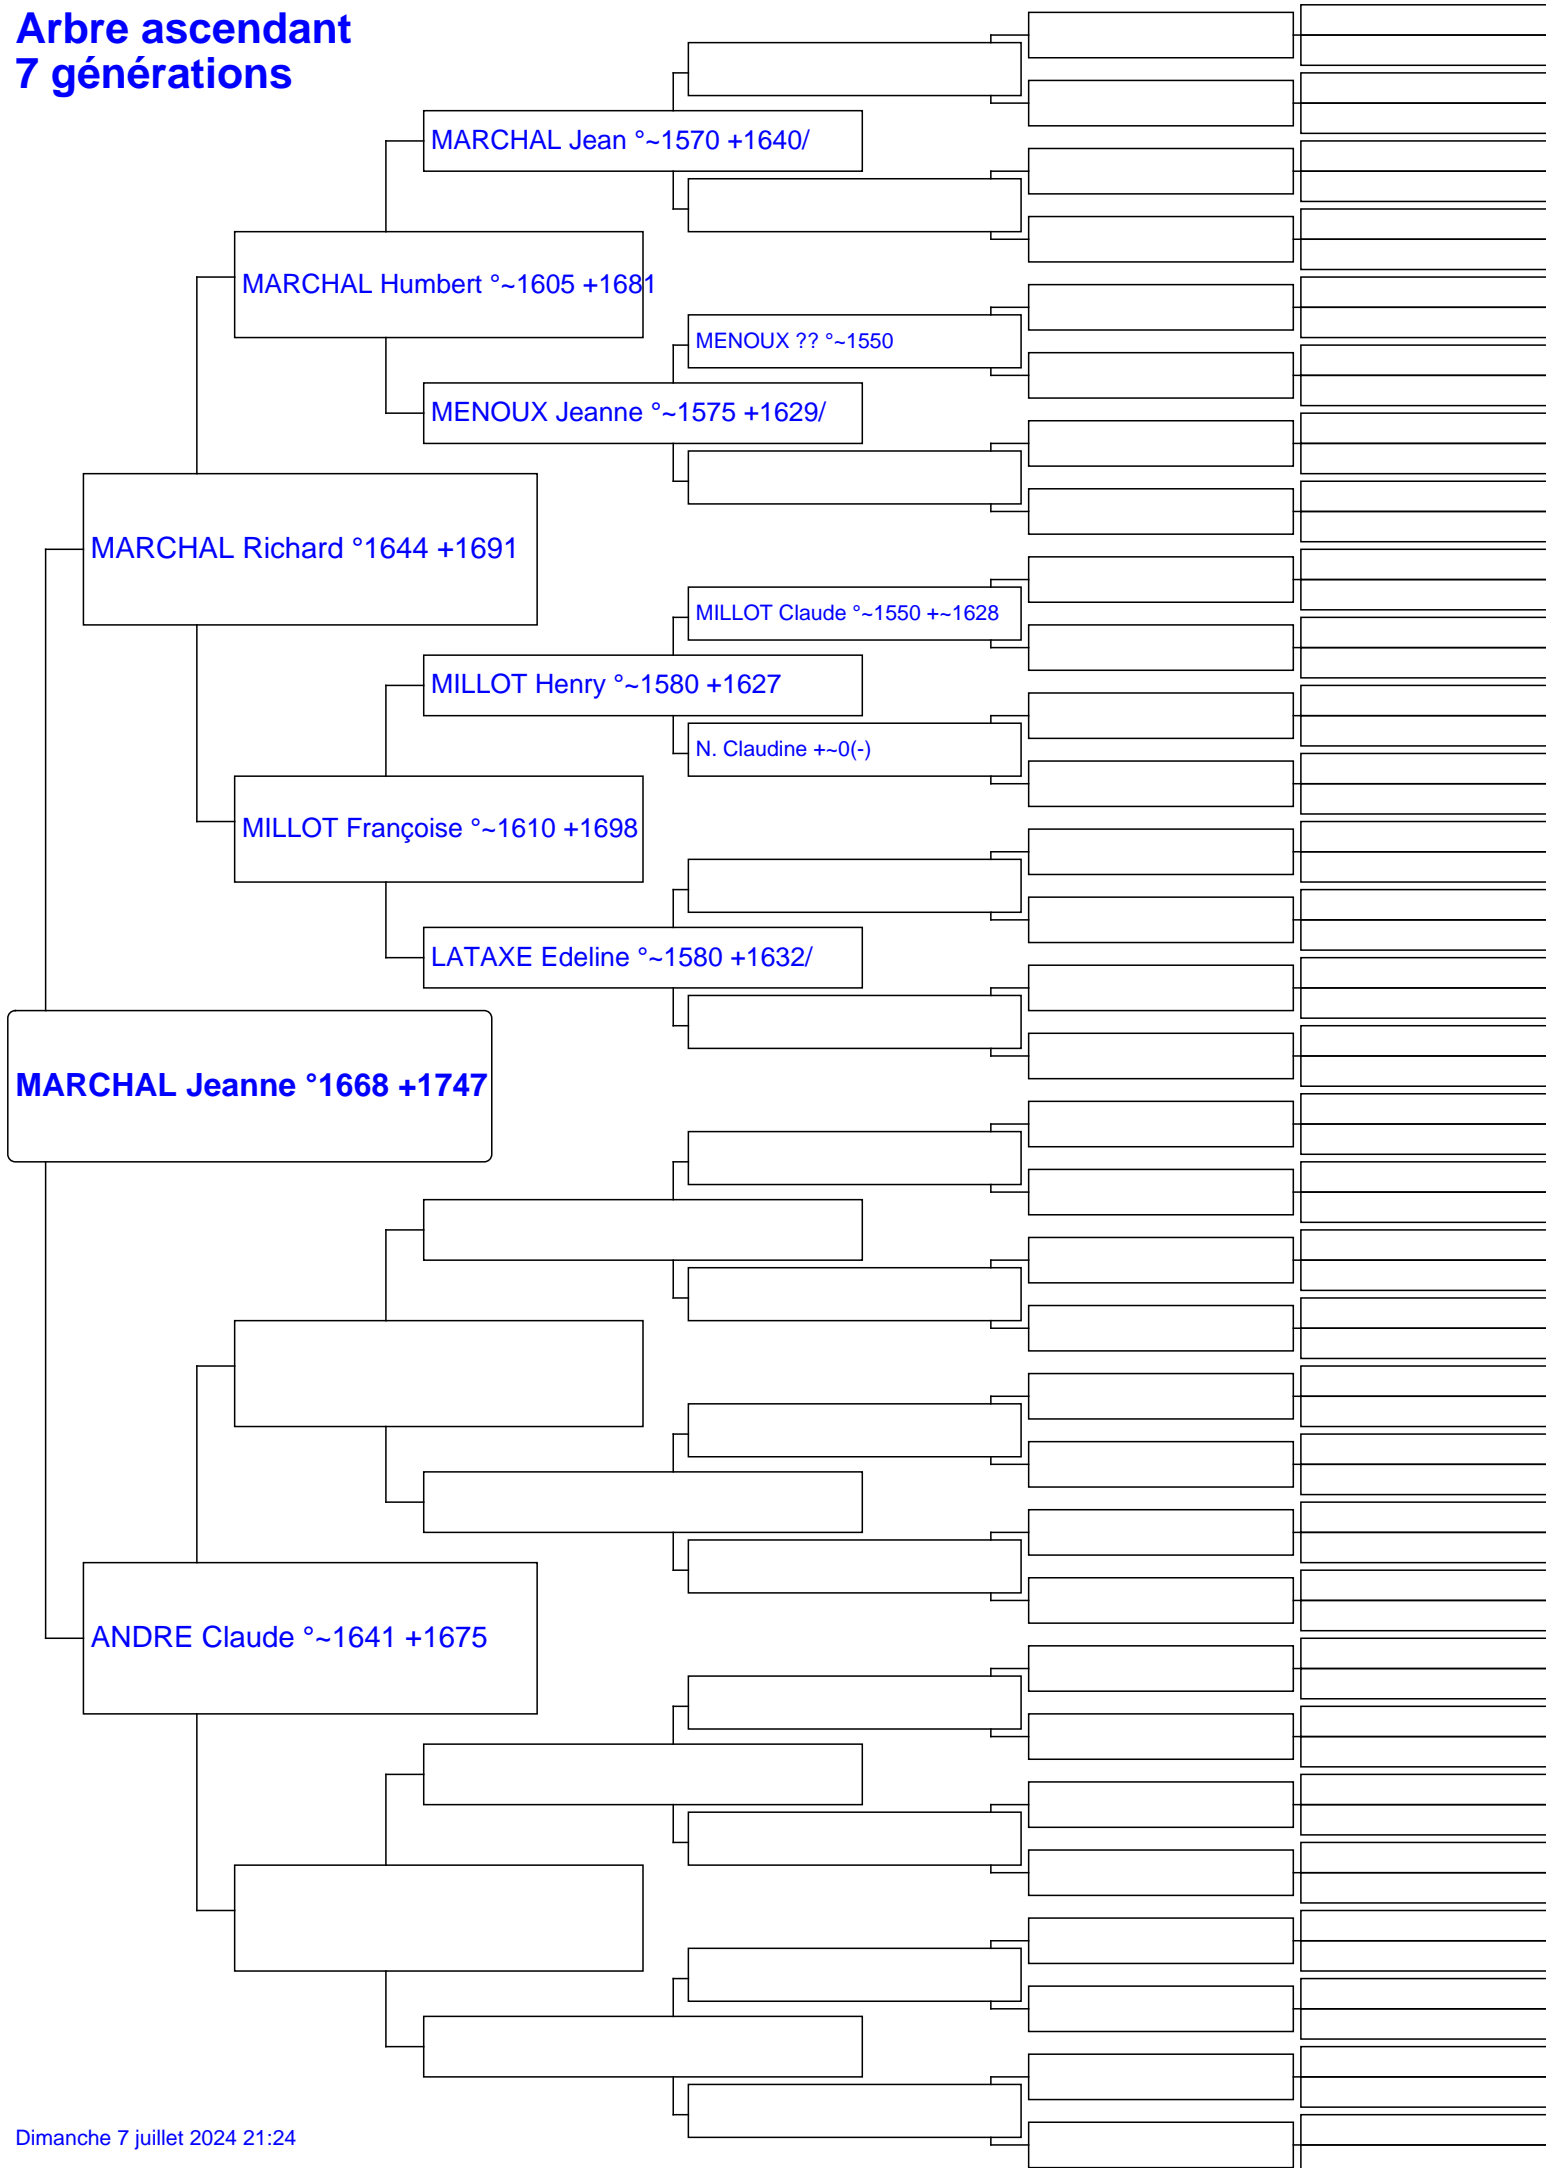 Arbre ascendant
7 générations
MARCHAL Jean °~1570 +1640/
MARCHAL Humbert °~1605 +1681
MENOUX ?? °~1550
MENOUX Jeanne °~1575 +1629/
MARCHAL Richard °1644 +1691
MILLOT Claude °~1550 +~1628
MILLOT Henry °~1580 +1627
N. Claudine +~0(-)
MILLOT Françoise °~1610 +1698
LATAXE Edeline °~1580 +1632/
MARCHAL Jeanne °1668 +1747
ANDRE Claude °~1641 +1675
Dimanche 7 juillet 2024 21:24